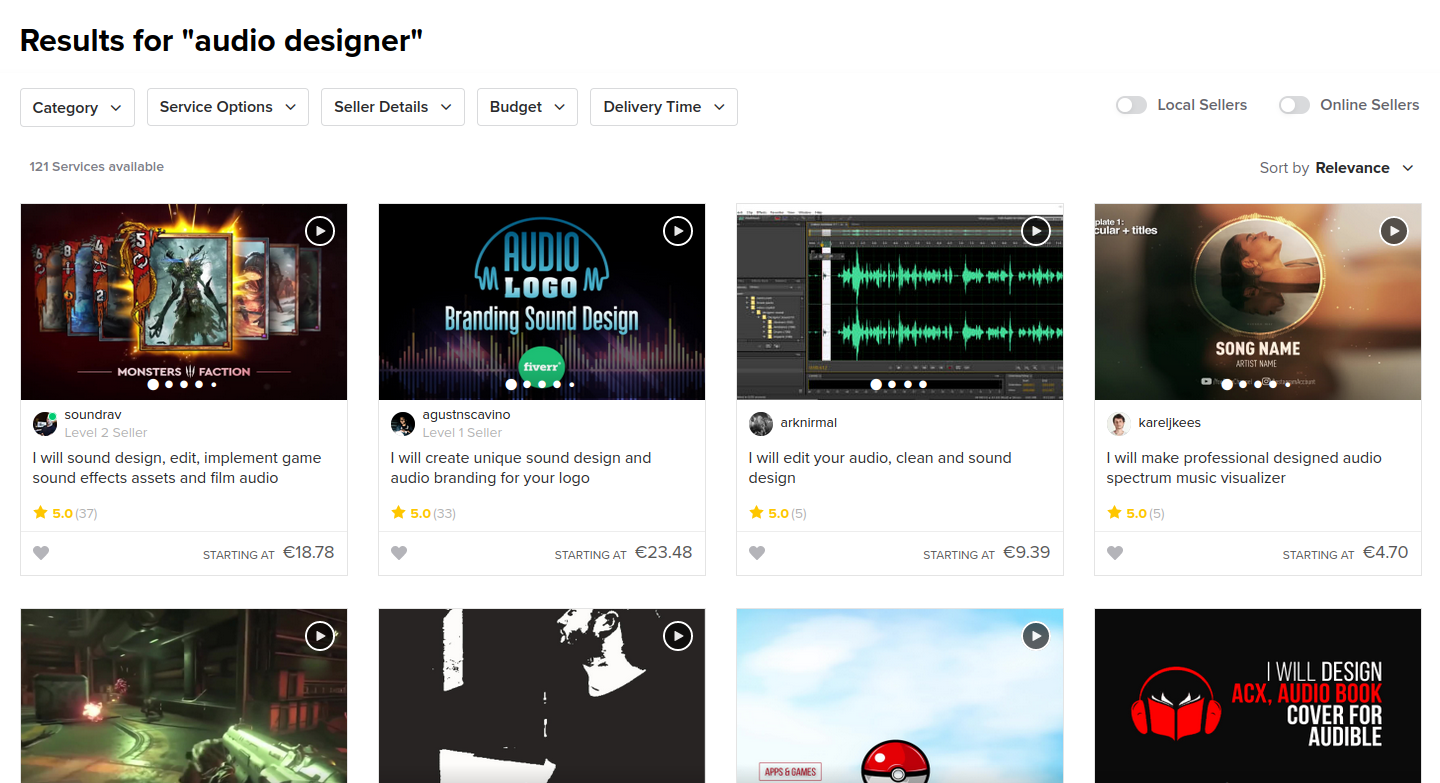 Results for "audio designer"
Category
Service Options
Seller Details
Budget
Delivery Time
Local Sellers
Online Sellers
121 Services available
Sort by Relevance
5
4
8
6
MONSTERS FACTION
AUDIO
LOGO
Branding Sound Design
fiverr
plate 1:
cular + titles
SONG NAME
ARTIST NAME
soundrav
Level 2 Seller
I will sound design, edit, implement game
sound effects assets and film audio
5.0 (37)
STARTING AT €18.78
agustnscavino
Level 1 Seller
I will create unique sound design and
audio branding for your logo
5.0 (33)
STARTING AT €23.48
arknirmal
I will edit your audio, clean and sound
design
5.0 (5)
STARTING AT €9.39
kareljkees
I will make professional designed audio
spectrum music visualizer
5.0 (5)
STARTING AT €4.70
APPS & GAMES
I WILL DESIGN
ACX, AUDIO BOOK
COVER FOR
AUDIBLE